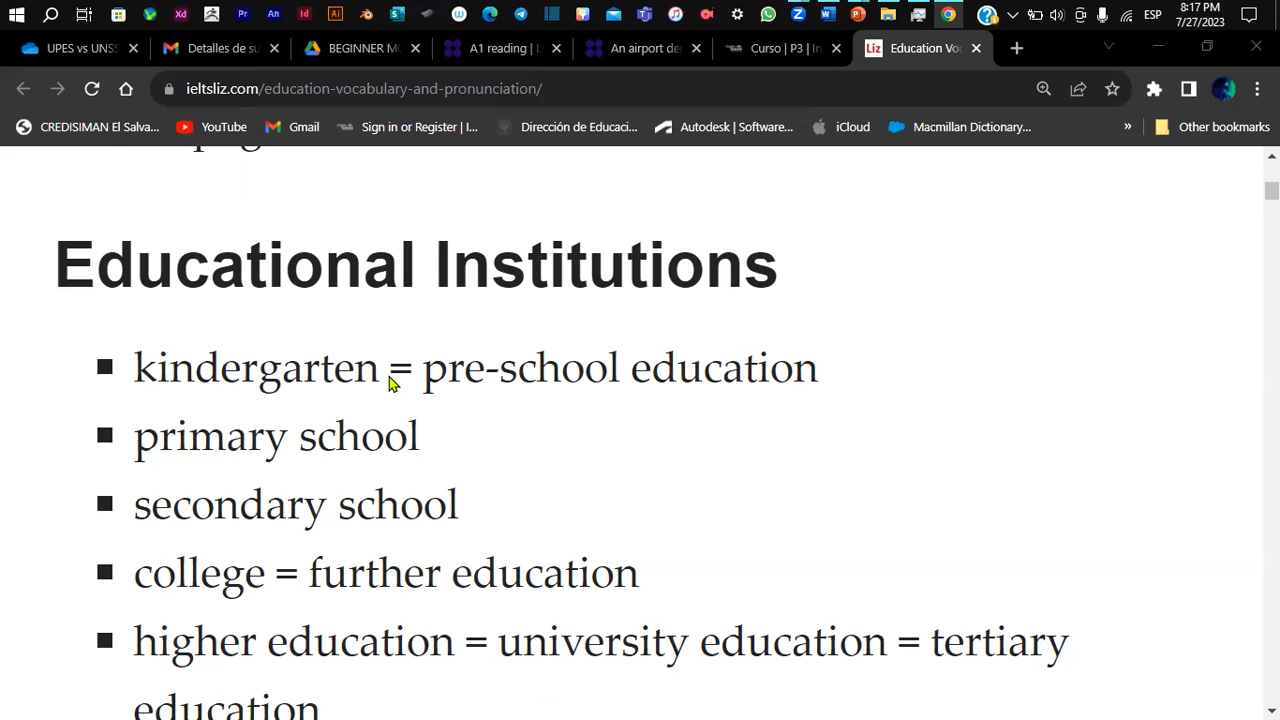 8:17 PM
ESP
7/27/2023
UPES vs UNSS
Detalles de su
BEGINNER MO
A1 reading | L
An airport de
Curso | P3 | In
Liz
Education Vo
ieltsliz.com/education-vocabulary-and-pronunciation/
CREDISIMAN El Salva...
YouTube
Gmail
Sign in or Register | I...
Dirección de Educaci...
Autodesk | Software...
iCloud
Macmillan Dictionary...
»
Other bookmarks
Educational Institutions
kindergarten = pre-school education
primary school
secondary school
college = further education
higher education = university education = tertiary
education